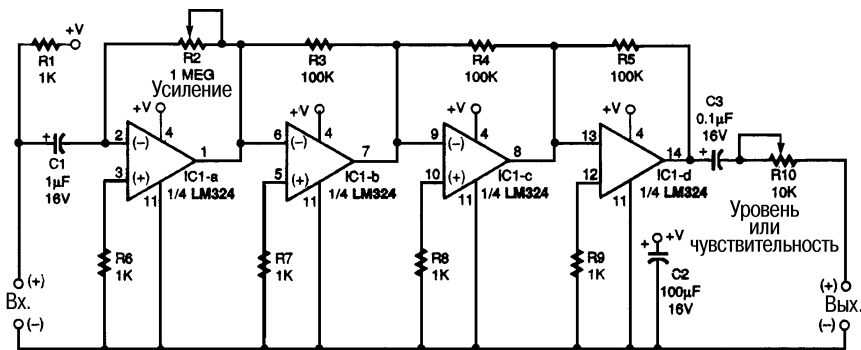 +V
R1
1K
R2
1 MEG
Усиление
R3
100K
R4
100K
R5
100K
+V
4
2
(–)
3
(+)
1
11
IC1-a
1/4 LM324
+V
4
6
(–)
5
(+)
7
11
IC1-b
1/4 LM324
+V
4
9
(–)
10
(+)
8
11
IC1-c
1/4 LM324
+V
4
13
12
14
11
IC1-d
1/4 LM324
+
C1
1µF
16V
C3
0.1µF
16V
+
R10
10K
Уровень
или
чувствительность
R6
1K
R7
1K
R8
1K
R9
1K
+
+V
C2
100µF
16V
(+)
Вх.
(–)
(+)
Вых.
(–)